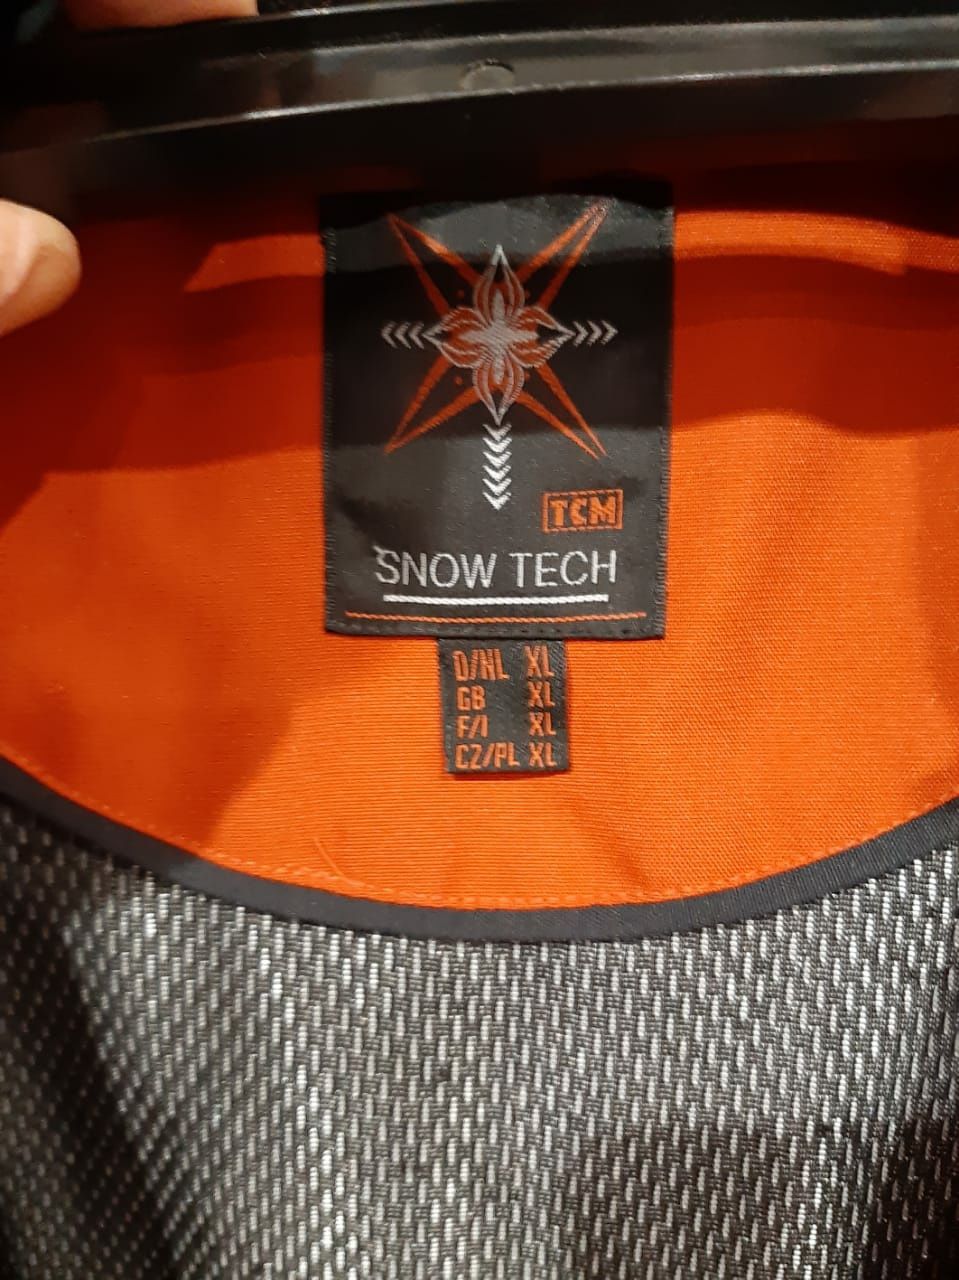 TCM
SNOW TECH
D/NL XL
GB XL
F/I XL
CZ/PL XL